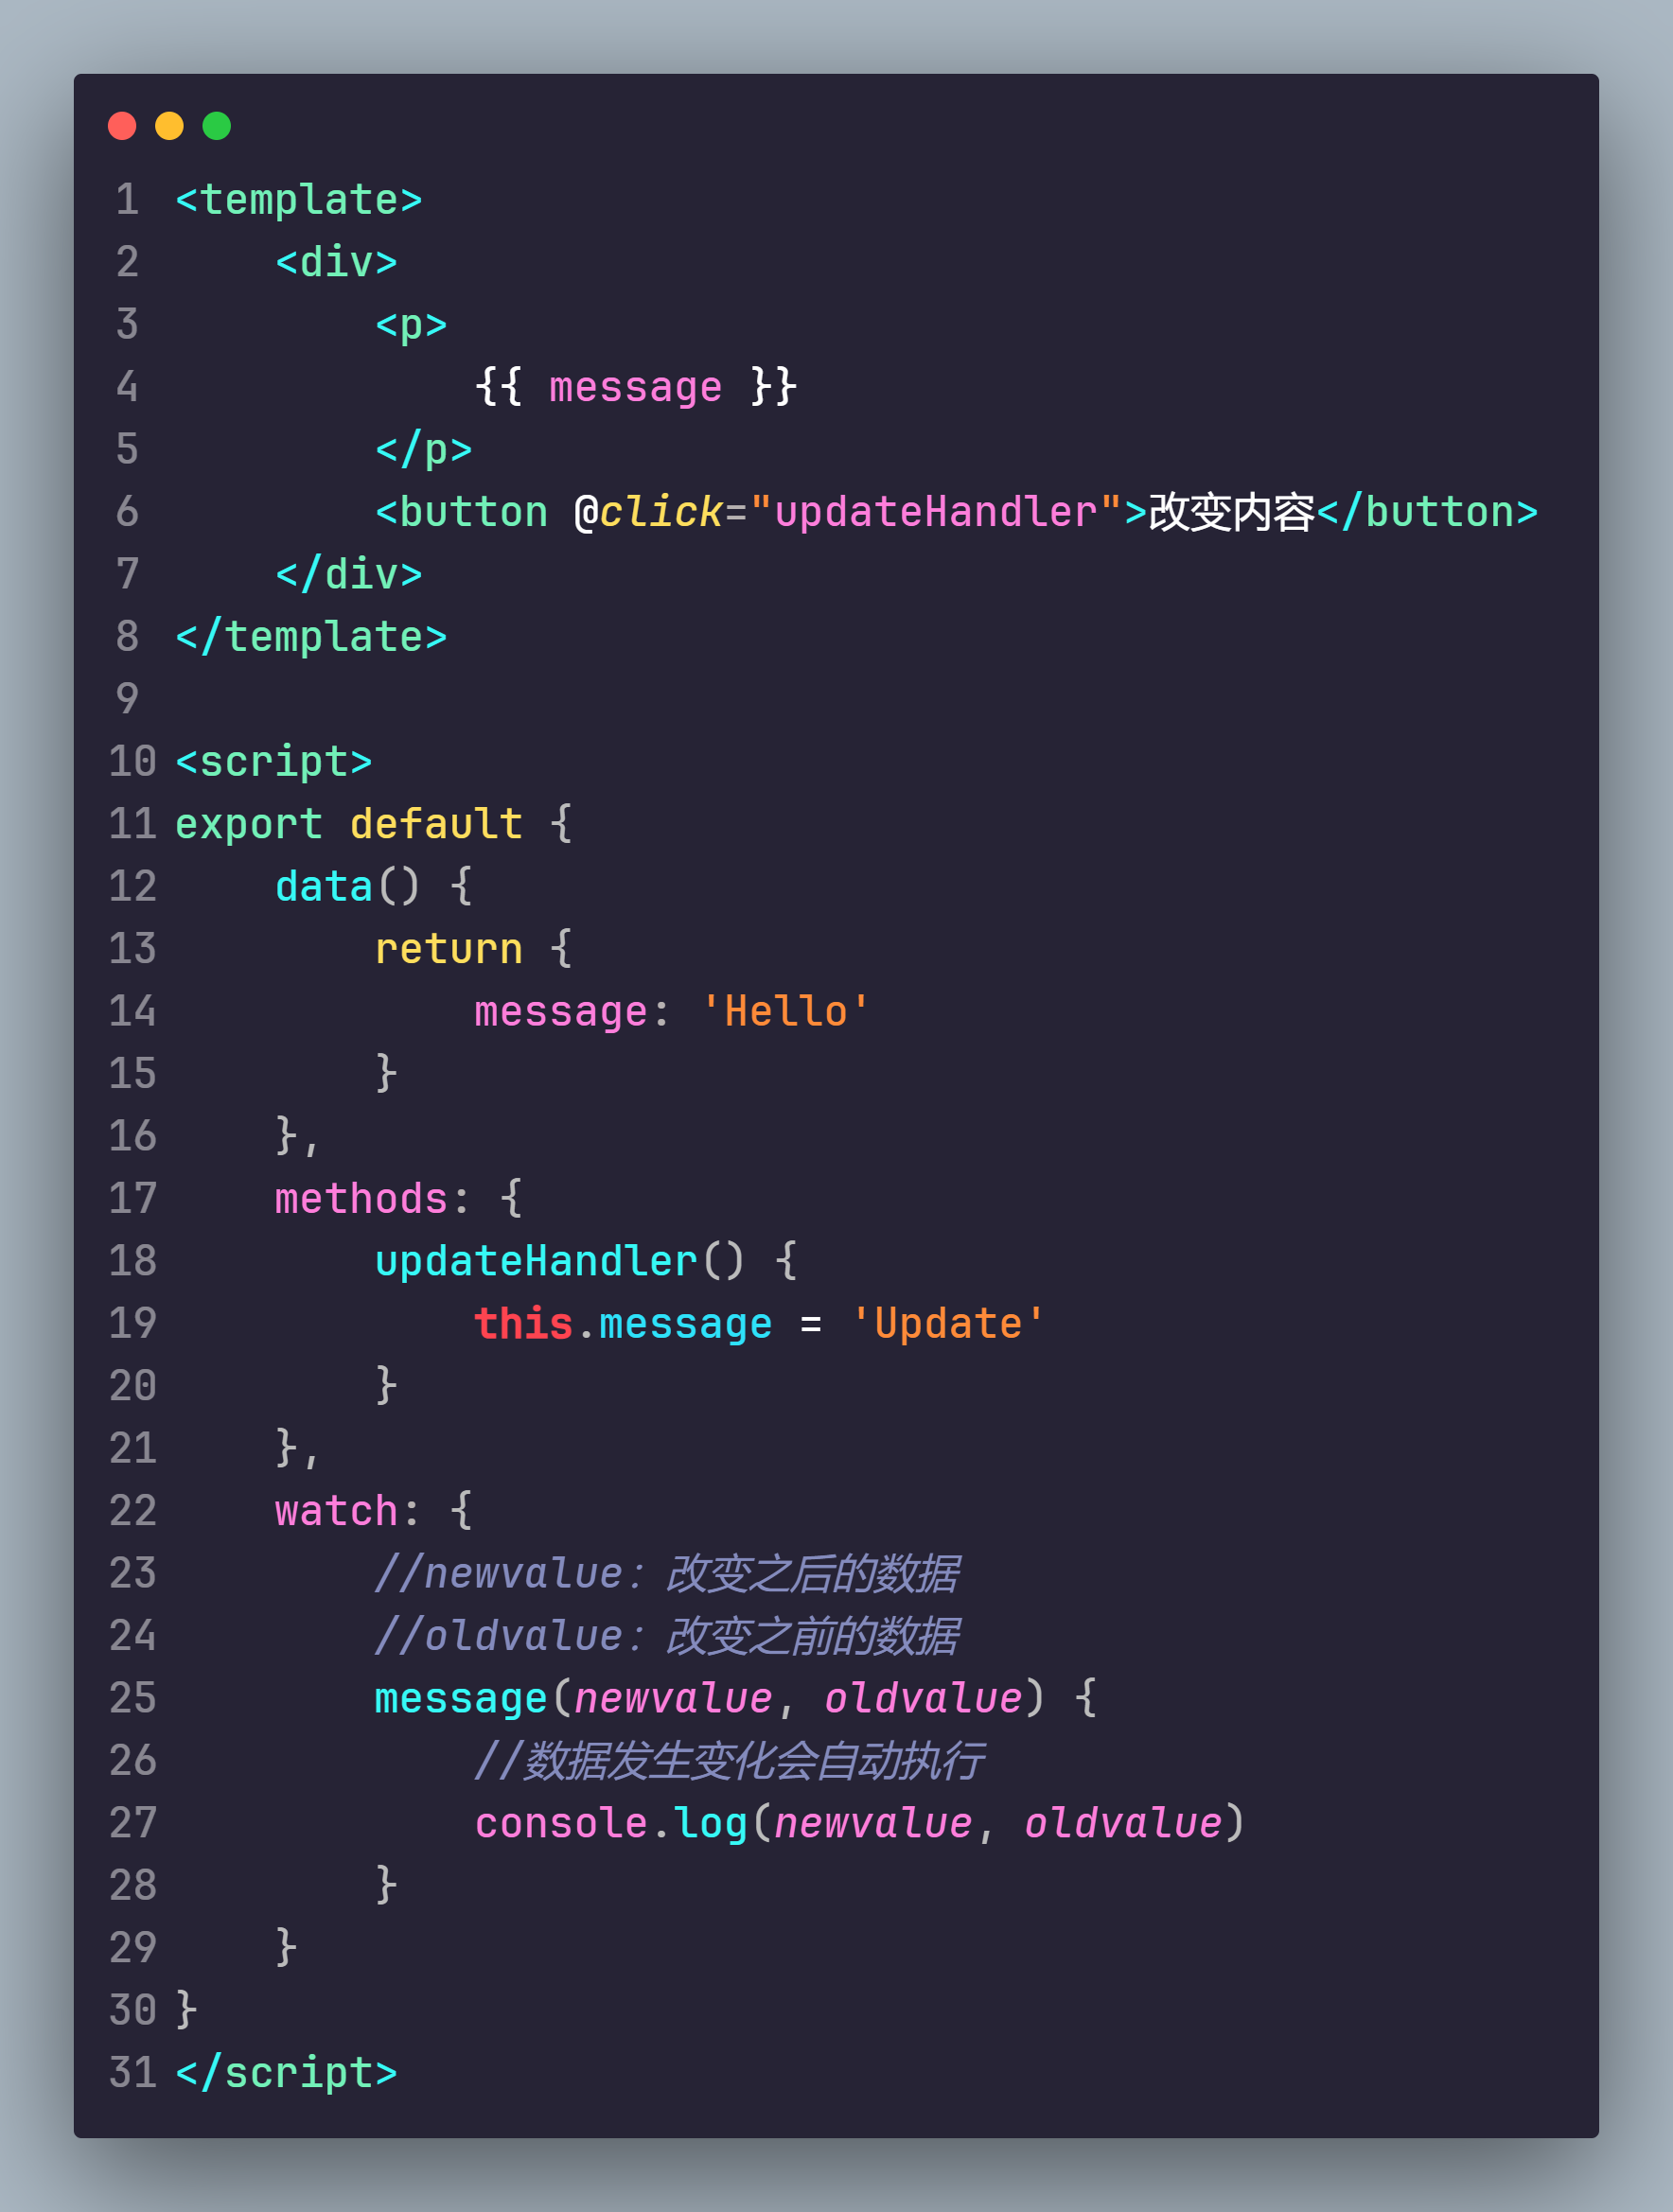 1 <template>
2     <div>
3         <p>
4             {{ message }}
5         </p>
6         <button @click="updateHandler">改变内容</button>
7     </div>
8 </template>
9
10 <script>
11 export default {
12     data() {
13         return {
14             message: 'Hello'
15         }
16     },
17     methods: {
18         updateHandler() {
19             this.message = 'Update'
20         }
21     },
22     watch: {
23         //newvalue：改变之后的数据
24         //oldvalue：改变之前的数据
25         message(newvalue, oldvalue) {
26             //数据发生变化会自动执行
27             console.log(newvalue, oldvalue)
28         }
29     }
30 }
31 </script>